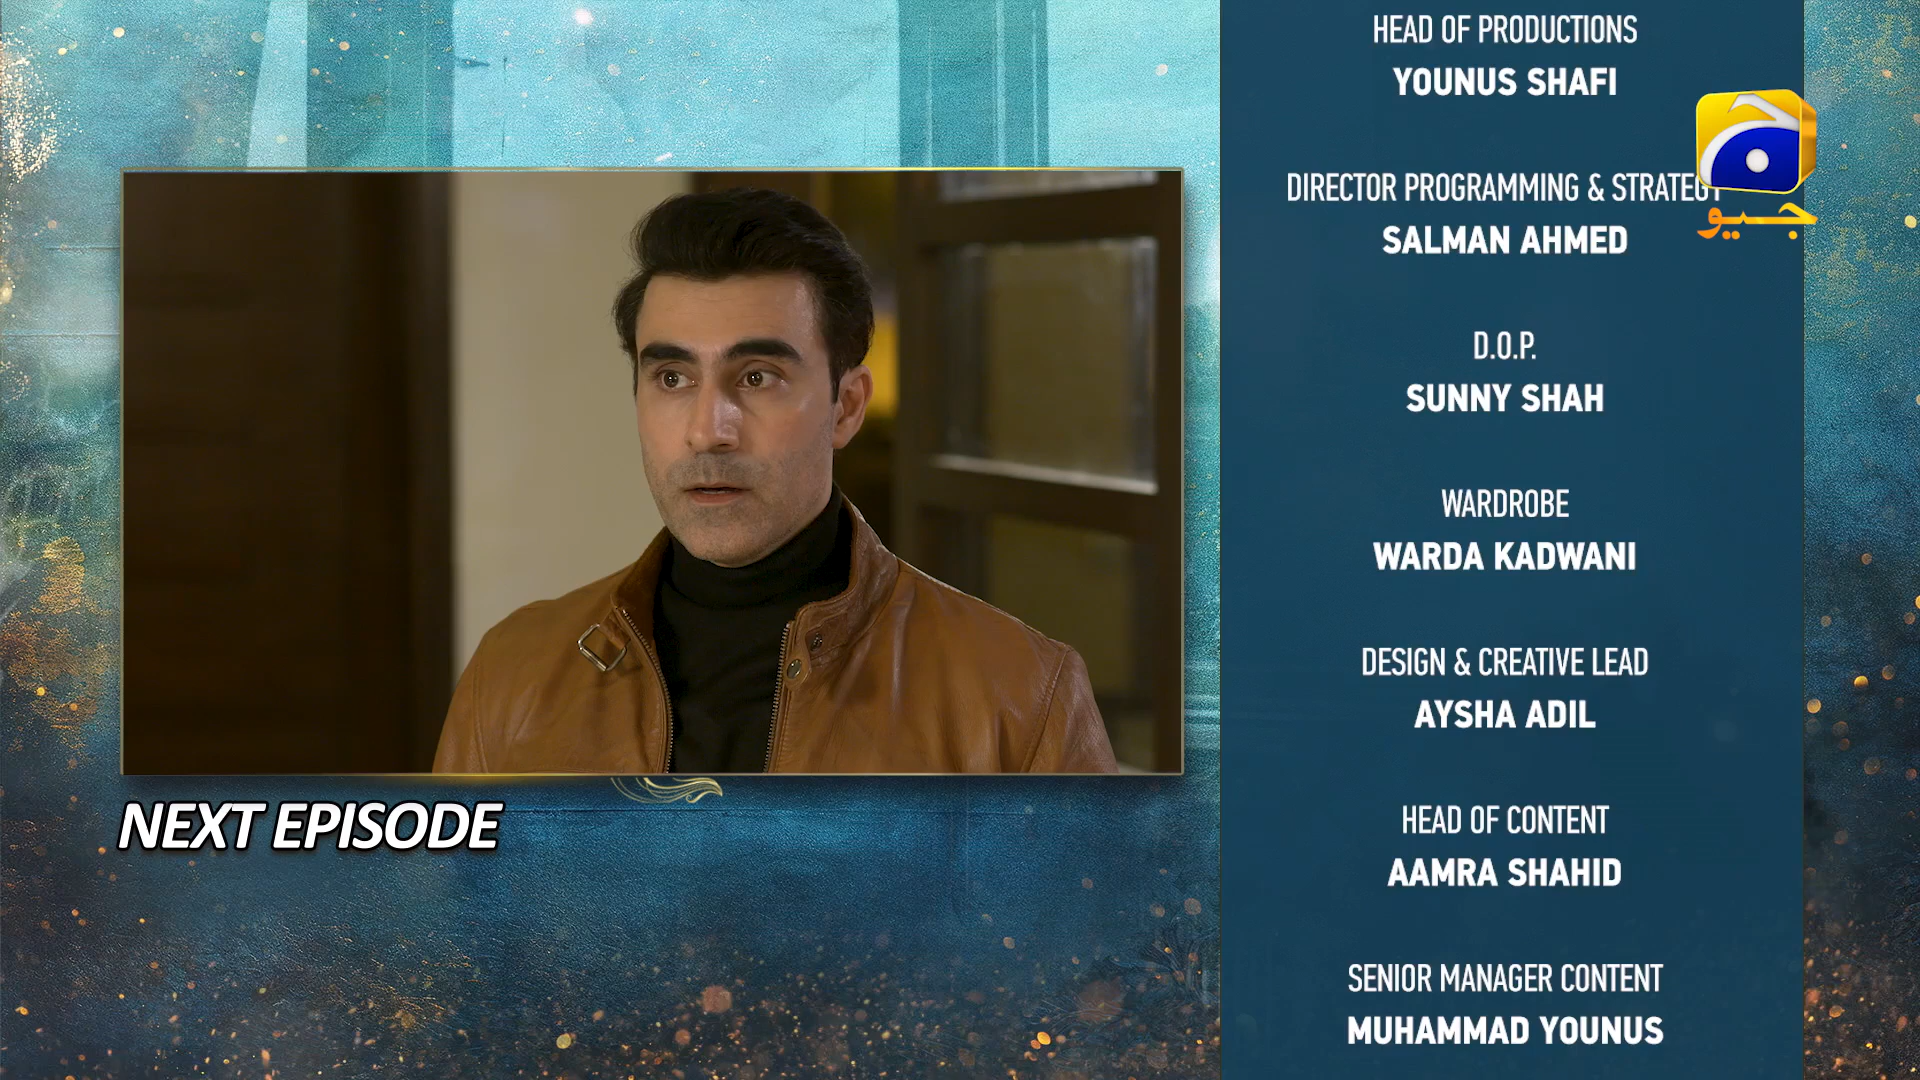 HEAD OF PRODUCTIONS
YOUNUS SHAFI
DIRECTOR PROGRAMMING & STRATEGY
SALMAN AHMED
جیو
D.O.P.
SUNNY SHAH
WARDROBE
WARDA KADWANI
DESIGN & CREATIVE LEAD
AYSHA ADIL
NEXT EPISODE
HEAD OF CONTENT
AAMRA SHAHID
SENIOR MANAGER CONTENT
MUHAMMAD YOUNUS